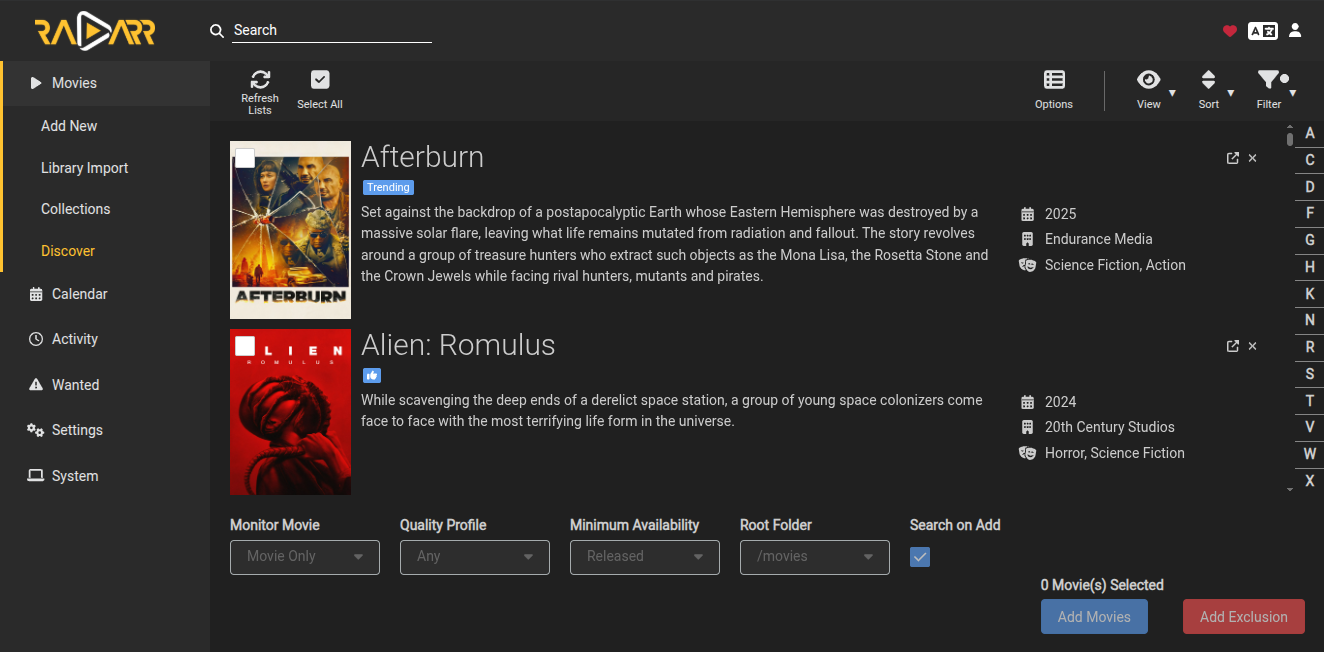 RADARR
Search
A
Movies
Add New
Library Import
Collections
Discover
Calendar
Activity
Wanted
Settings
System
Refresh
Lists
Select All
Options
View
Sort
Filter
AFTERBURN
Afterburn
Trending
Set against the backdrop of a postapocalyptic Earth whose Eastern Hemisphere was destroyed by a
massive solar flare, leaving what life remains mutated from radiation and fallout. The story revolves
around a group of treasure hunters who extract such objects as the Mona Lisa, the Rosetta Stone and
the Crown Jewels while facing rival hunters, mutants and pirates.
2025
Endurance Media
Science Fiction, Action
LIEN
ROMULUS
Alien: Romulus
While scavenging the deep ends of a derelict space station, a group of young space colonizers come
face to face with the most terrifying life form in the universe.
2024
20th Century Studios
Horror, Science Fiction
A
C
D
F
G
H
K
N
R
S
T
V
W
X
Monitor Movie
Movie Only
Quality Profile
Any
Minimum Availability
Released
Root Folder
/movies
Search on Add
0 Movie(s) Selected
Add Movies
Add Exclusion